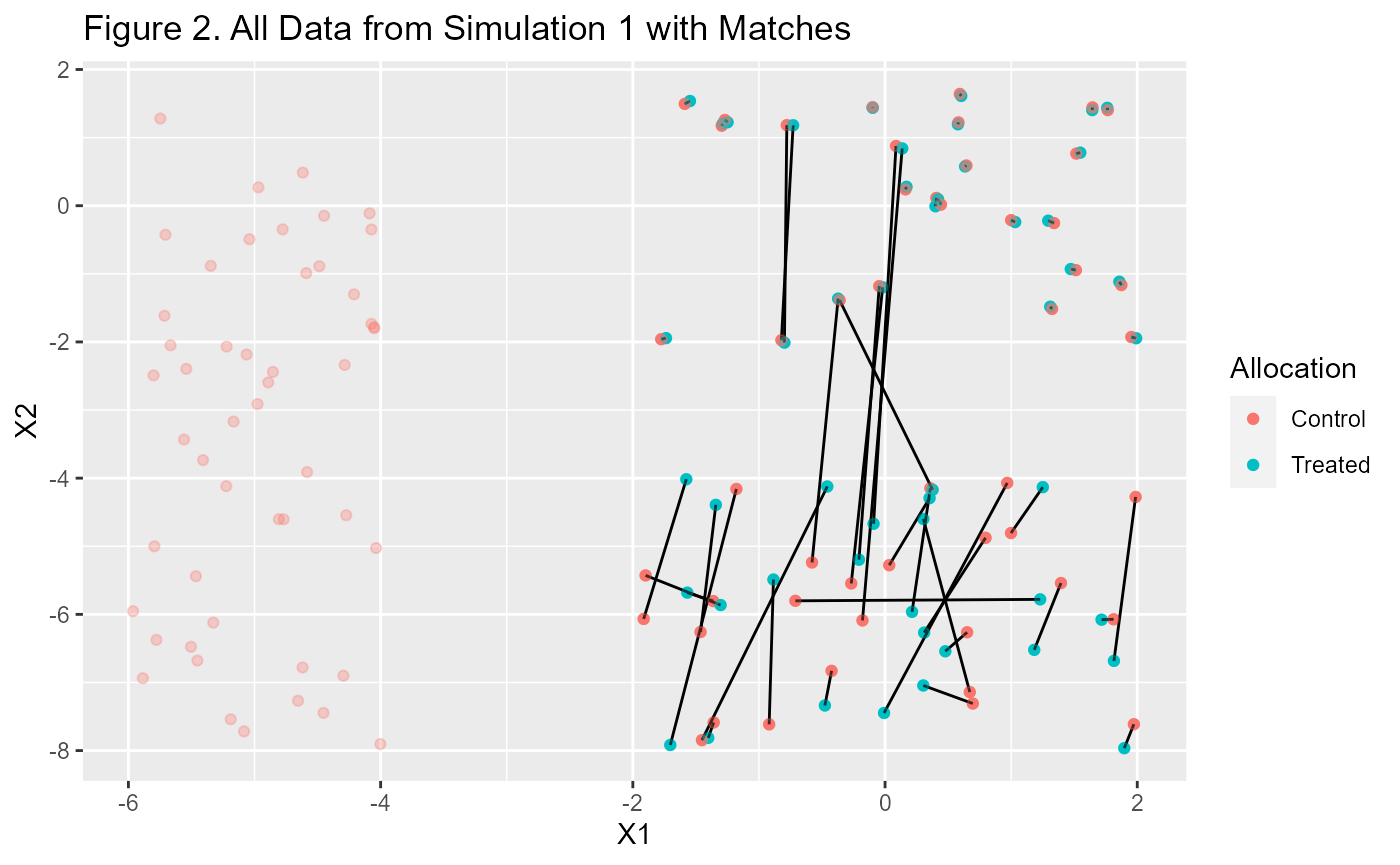 Figure 2. All Data from Simulation 1 with Matches
2
0
-2
-4
-6
-8
X2
-6
-4
-2
0
2
X1
Allocation
Control
Treated